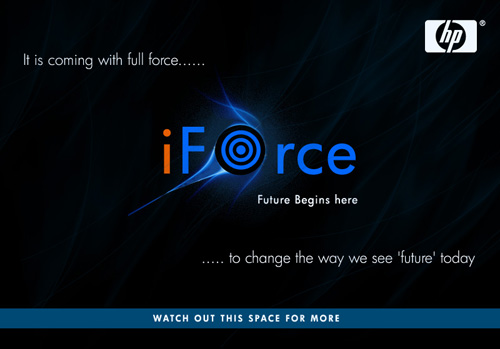 hp®
It is coming with full force......
iForce
Future Begins here
..... to change the way we see 'future' today
WATCH OUT THIS SPACE FOR MORE